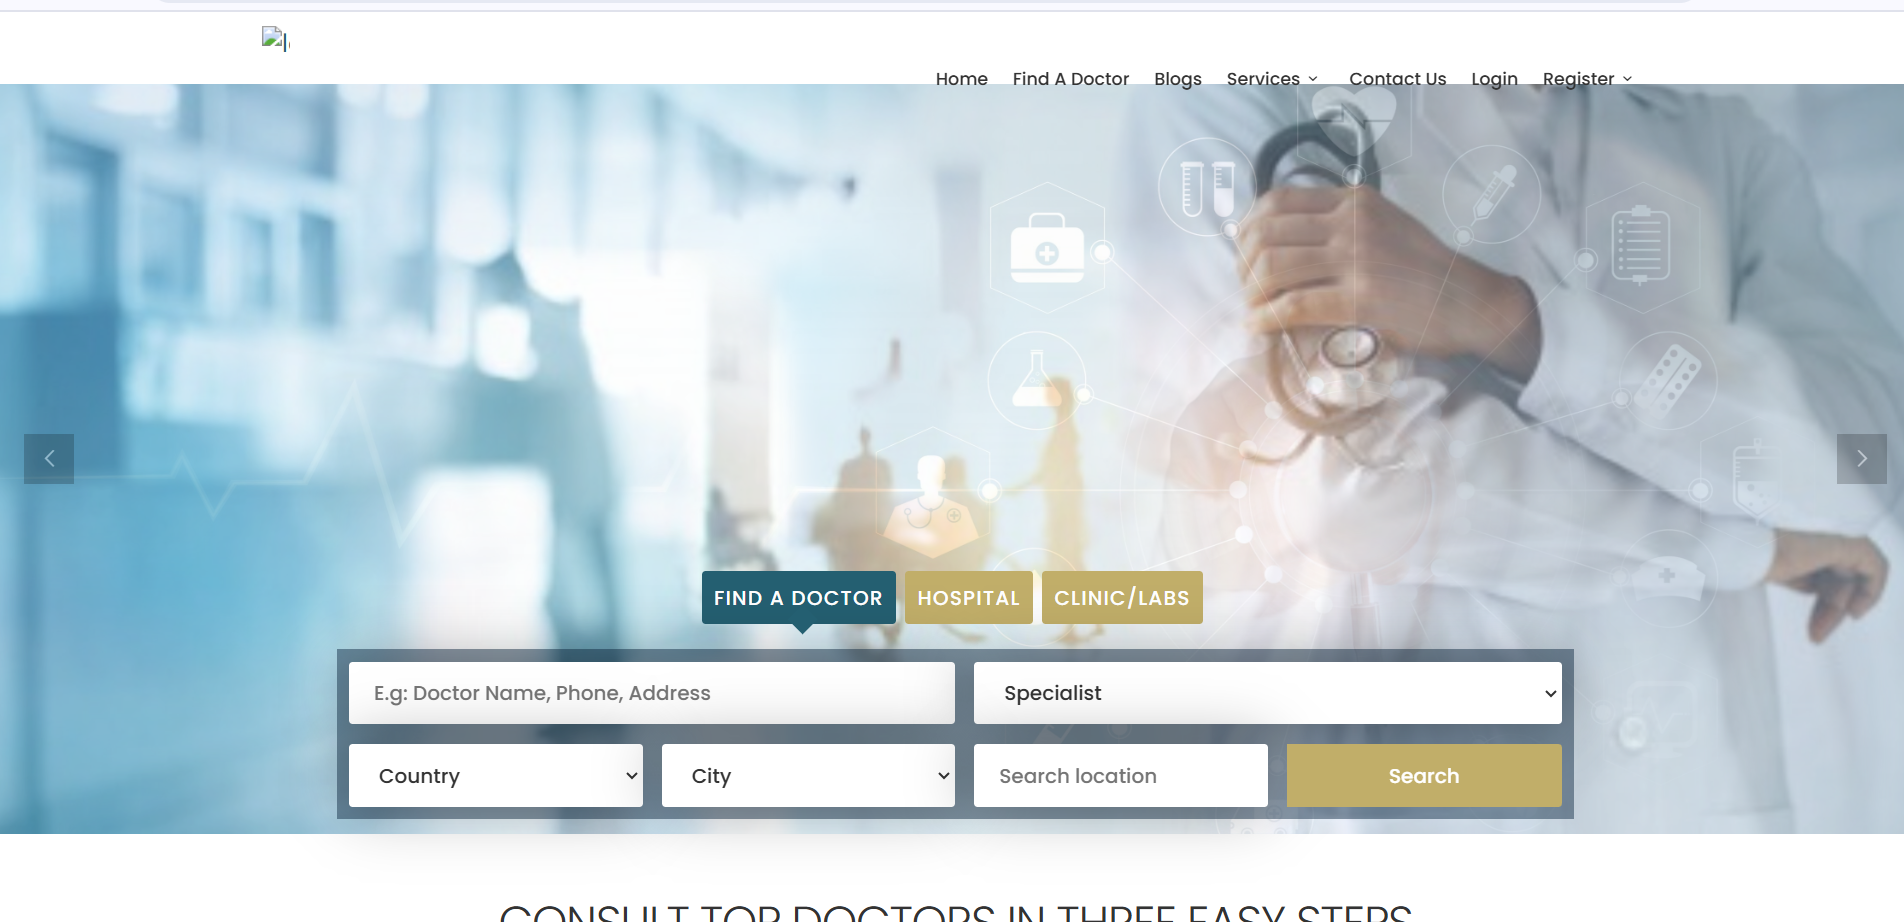 Home Find A Doctor Blogs Services Contact Us Login Register
FIND A DOCTOR HOSPITAL CLINIC/LABS
E.g: Doctor Name, Phone, Address Specialist
Country City Search location Search
CONSULT TOP DOCTORS IN THREE EASY STEPS